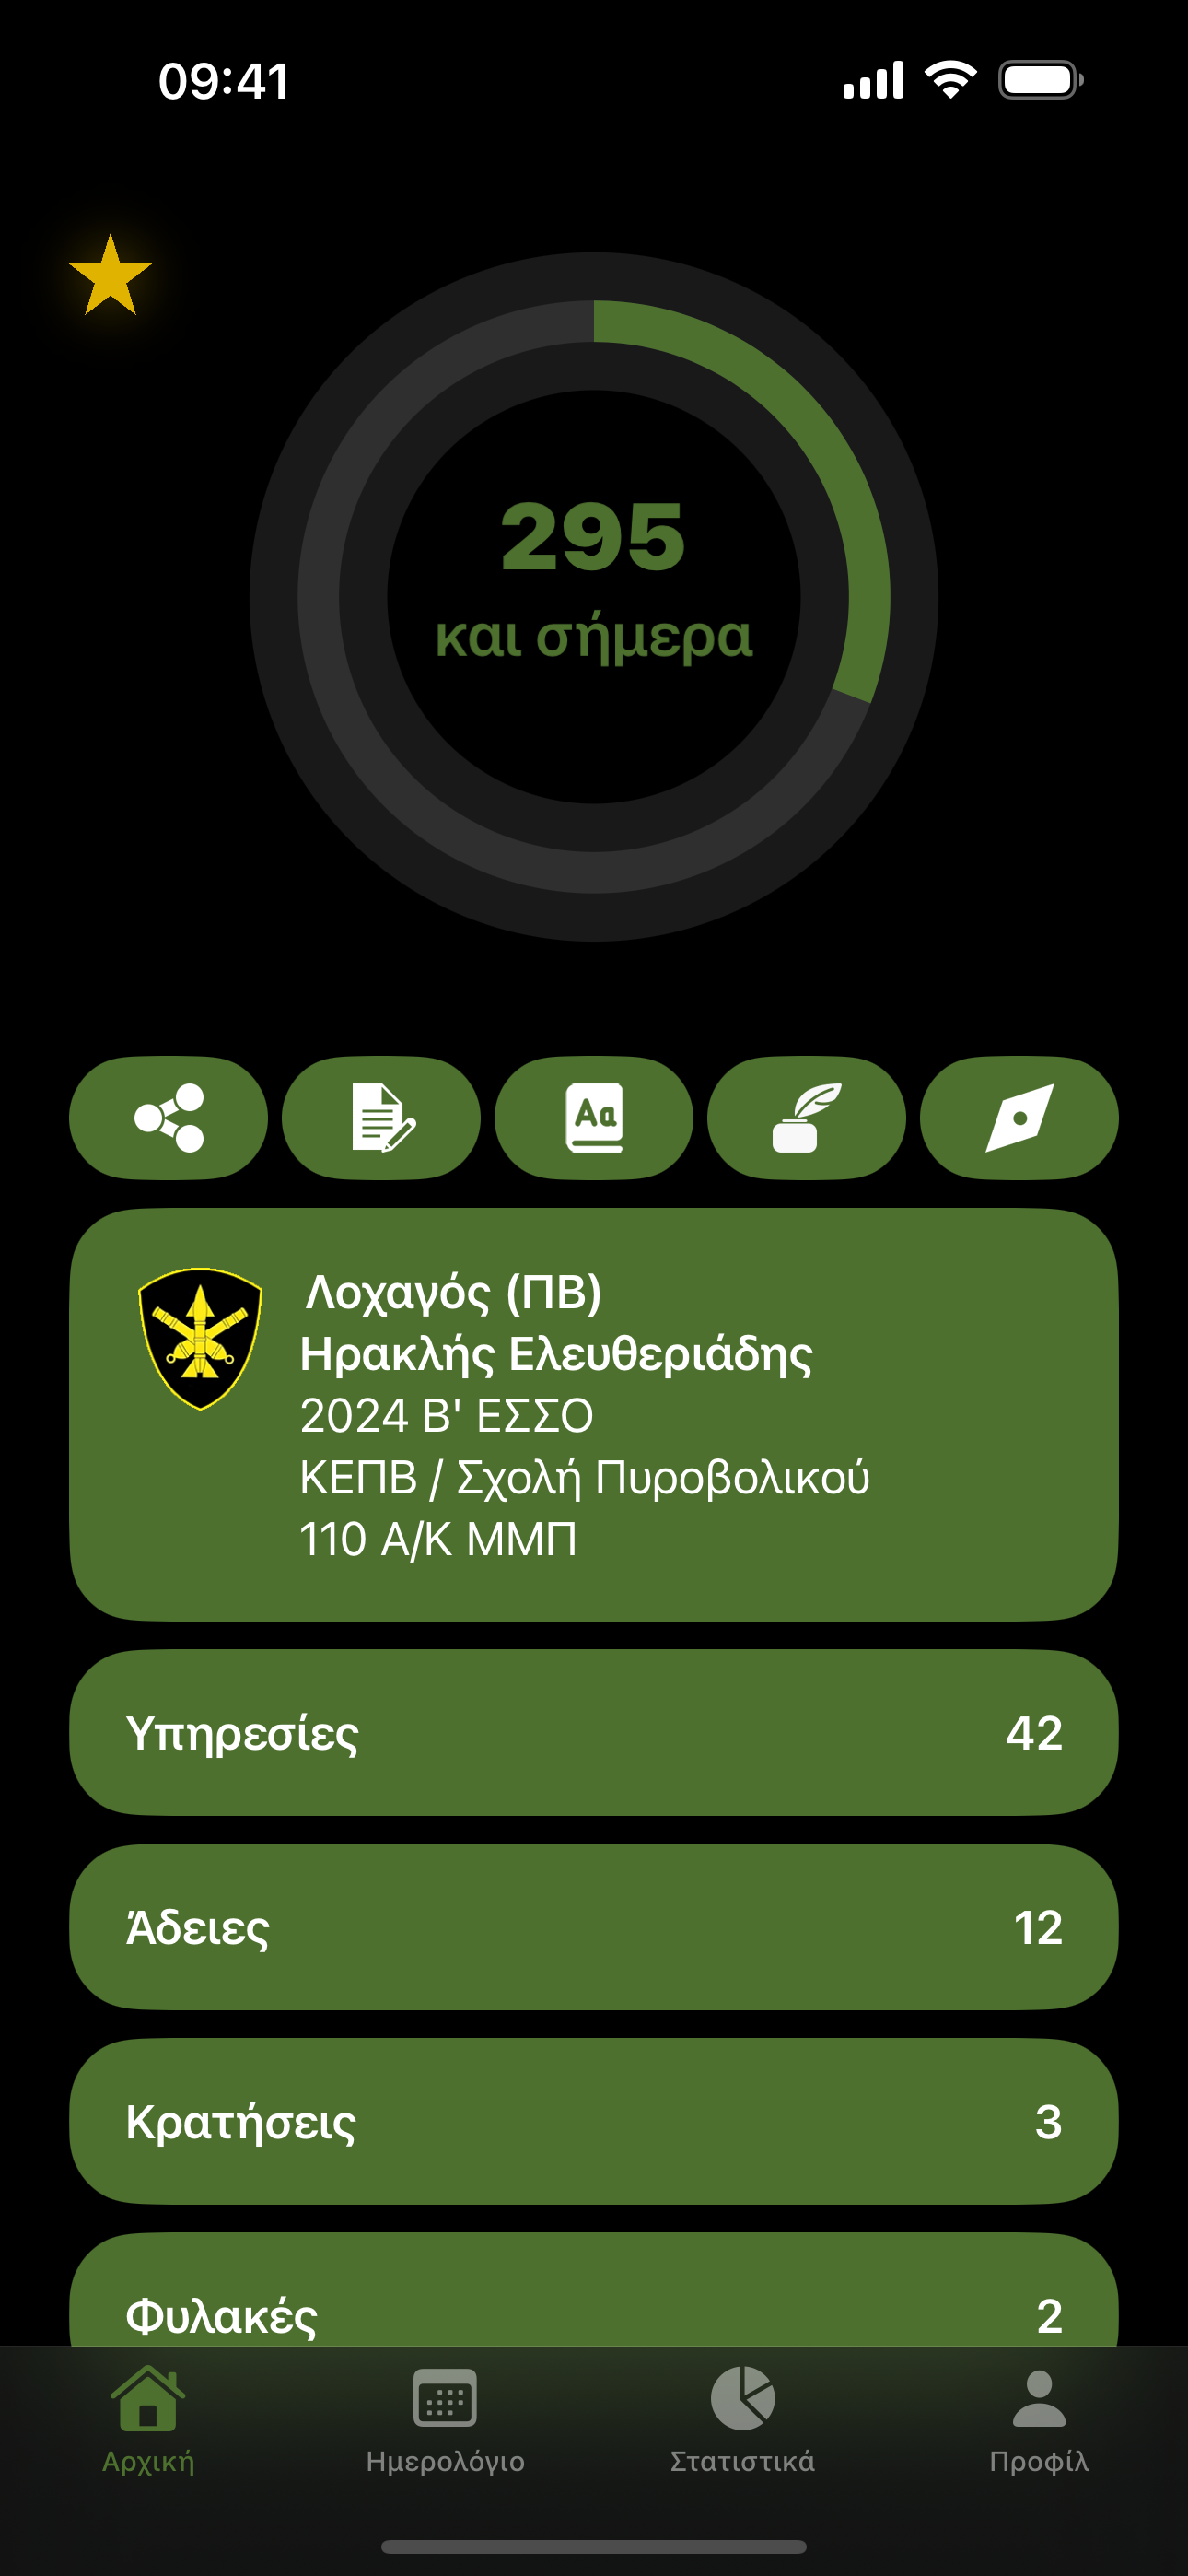 09:41
295
και σήμερα
Aa
Λοχαγός (ΠΒ)
Ηρακλής Ελευθεριάδης
2024 Β' ΕΣΣΟ
ΚΕΠΒ / Σχολή Πυροβολικού
110 Α/Κ ΜΜΠ
Υπηρεσίες 42
Άδειες 12
Κρατήσεις 3
Φυλακές 2
Αρχική Ημερολόγιο Στατιστικά Προφίλ